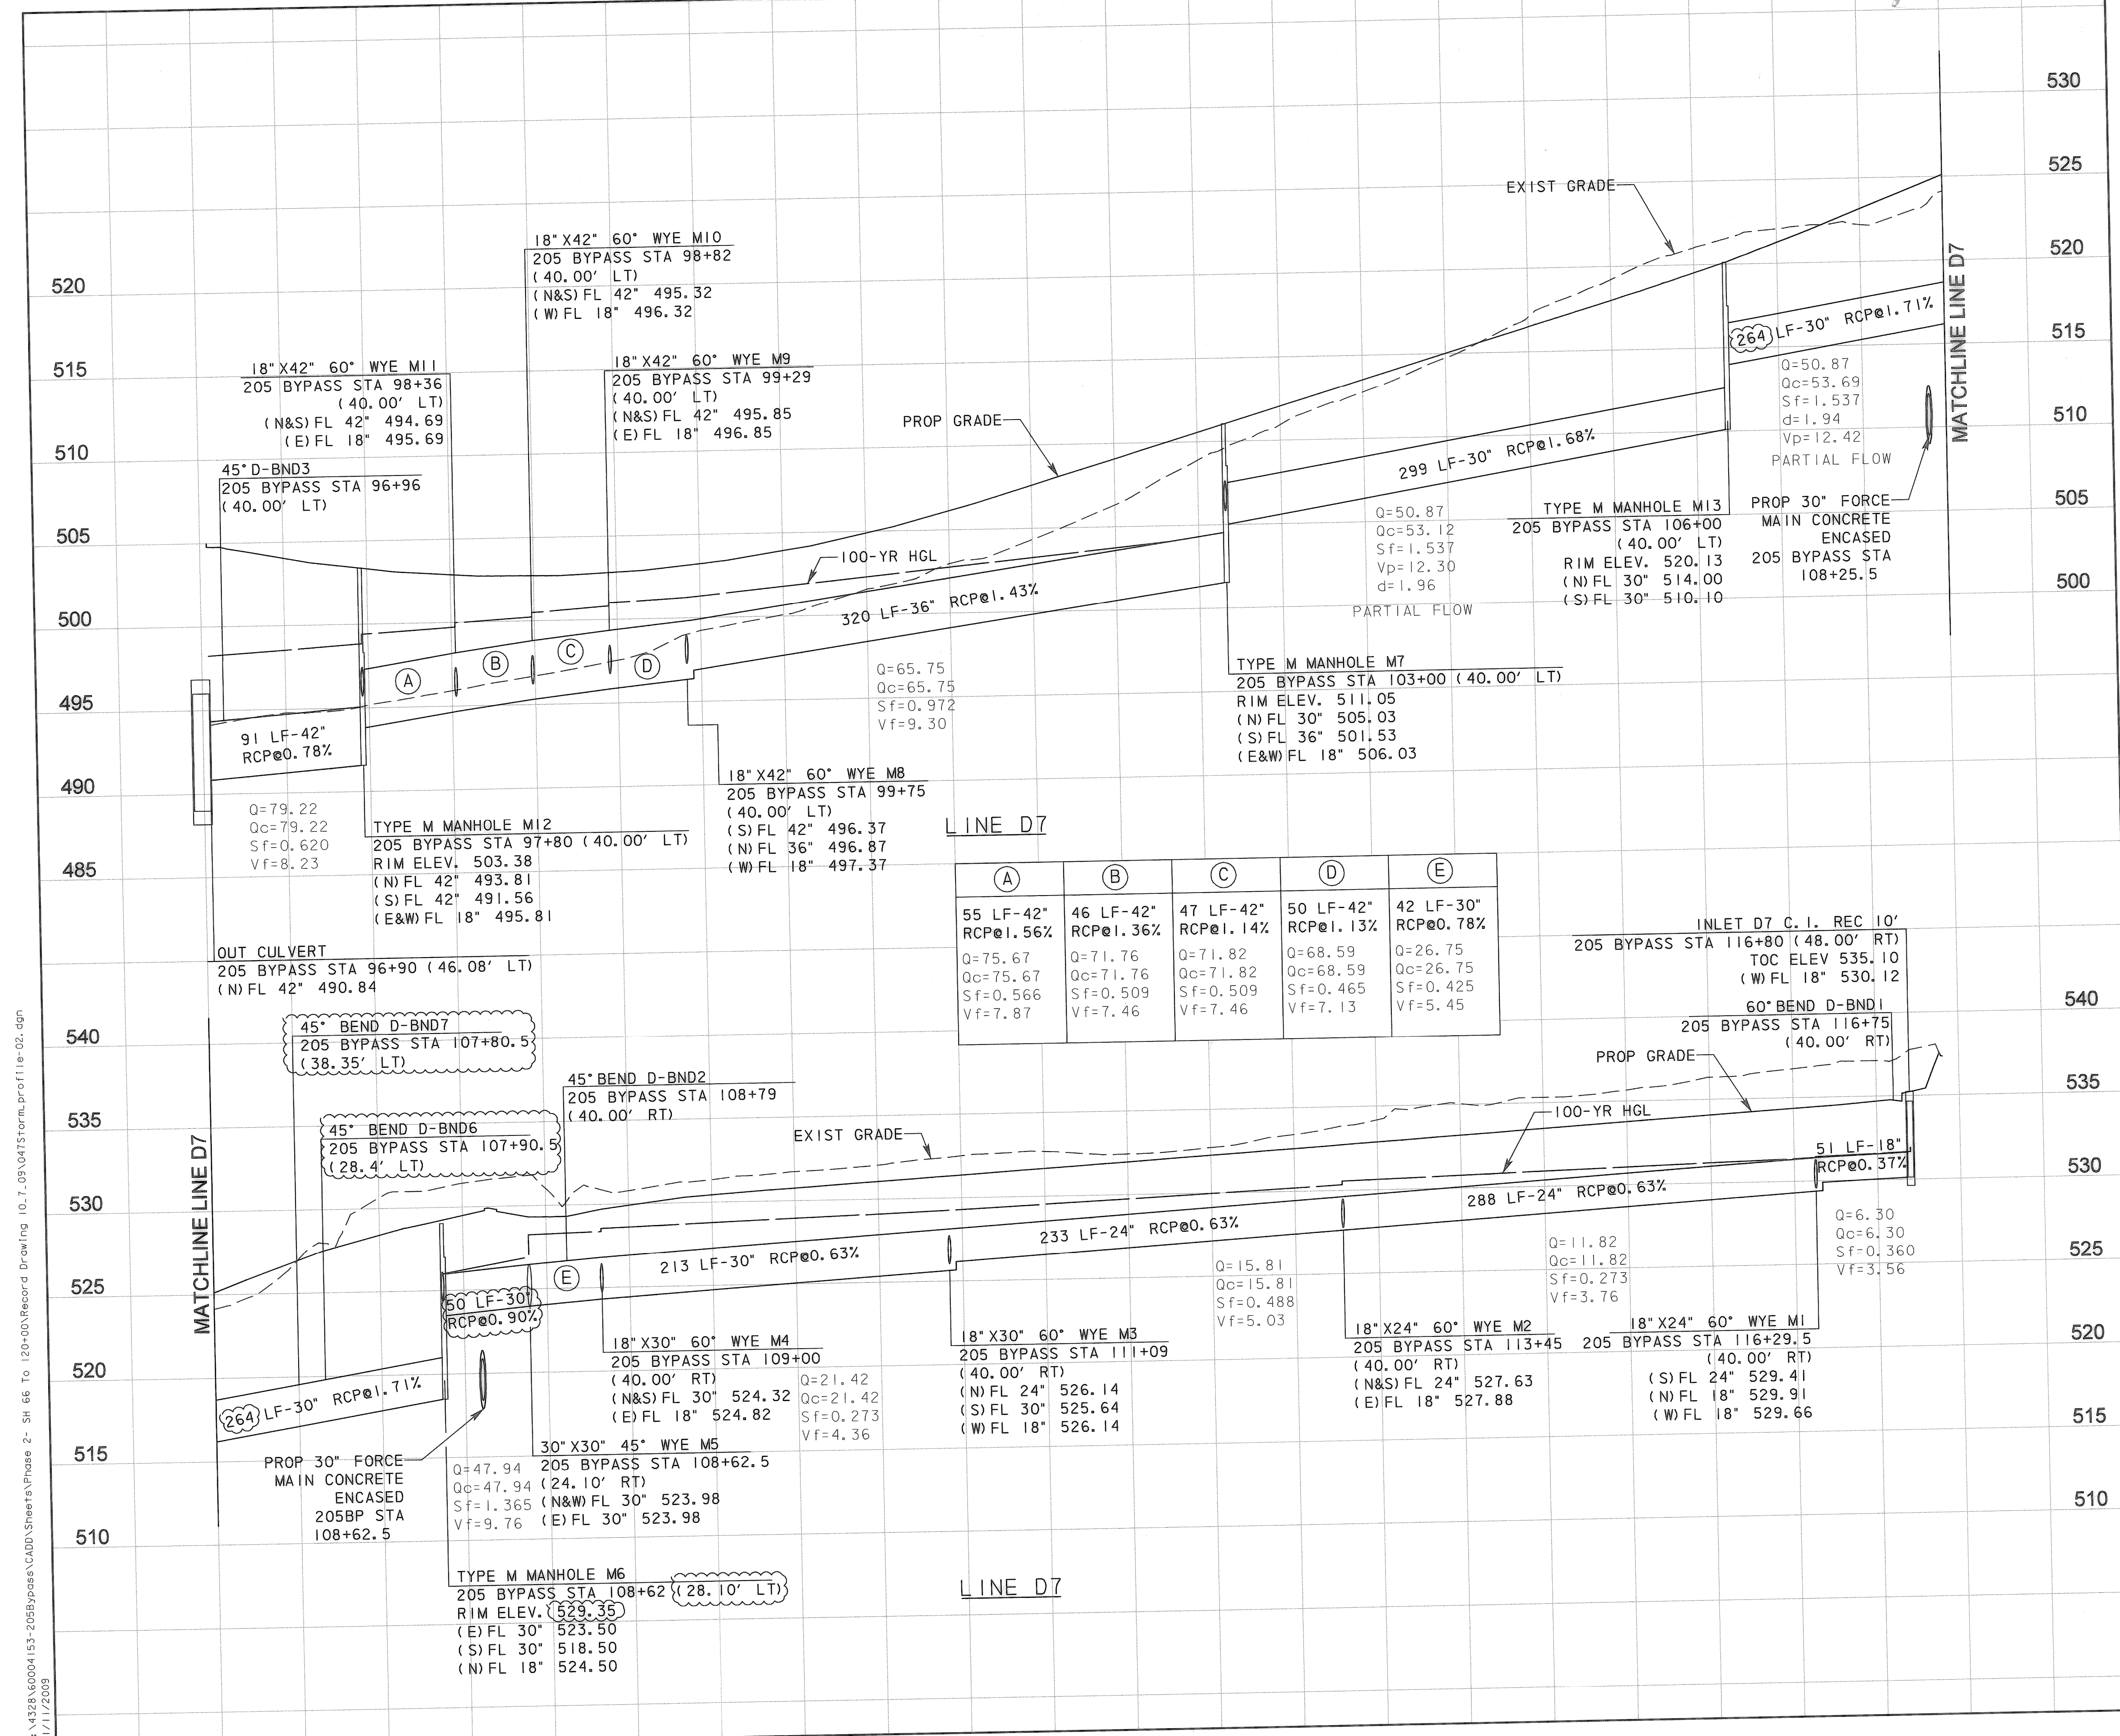 530
525
520
515
510
505
500
520
515
510
505
500
495
490
485
EXIST GRADE
MATCHLINE LINE D7
18"X42" 60° WYE M10
205 BYPASS STA 98+82
(40.00' LT)
(N&S)FL 42" 495.32
(W)FL 18" 496.32
18"X42" 60° WYE M11
205 BYPASS STA 98+36
(40.00' LT)
(N&S)FL 42" 494.69
(E)FL 18" 495.69
18"X42" 60° WYE M9
205 BYPASS STA 99+29
(40.00' LT)
(N&S)FL 42" 495.85
(E)FL 18" 496.85
45° D-BND3
205 BYPASS STA 96+96
(40.00' LT)
PROP GRADE
100-YR HGL
264 LF-30" RCP@1.71%
Q=50.87
Qc=53.69
Sf=1.537
d=1.94
Vp=12.42
PARTIAL FLOW
299 LF-30" RCP@1.68%
Q=50.87
Qc=53.12
Sf=1.537
Vp=12.30
d=1.96
PARTIAL FLOW
TYPE M MANHOLE M13
205 BYPASS STA 106+00
(40.00' LT)
RIM ELEV. 520.13
(N)FL 30" 514.00
(S)FL 30" 510.10
PROP 30" FORCE
MAIN CONCRETE
ENCASED
205 BYPASS STA
108+25.5
320 LF-36" RCP@1.43%
A
B
C
D
Q=65.75
Qc=65.75
Sf=0.972
Vf=9.30
TYPE M MANHOLE M7
205 BYPASS STA 103+00 (40.00' LT)
RIM ELEV. 511.05
(N)FL 30" 505.03
(S)FL 36" 501.53
(E&W)FL 18" 506.03
91 LF-42"
RCP@0.78%
Q=79.22
Qc=79.22
Sf=0.620
Vf=8.23
TYPE M MANHOLE M12
205 BYPASS STA 97+80 (40.00' LT)
RIM ELEV. 503.38
(N)FL 42" 493.81
(S)FL 42" 491.56
(E&W)FL 18" 495.81
18"X42" 60° WYE M8
205 BYPASS STA 99+75
(40.00' LT)
(S)FL 42" 496.37
(N)FL 36" 496.87
(W)FL 18" 497.37
LINE D7
OUT CULVERT
205 BYPASS STA 96+90 (46.08' LT)
(N)FL 42" 490.84
A
55 LF-42"
RCP@1.56%
Q=75.67
Qc=75.67
Sf=0.566
Vf=7.87
B
46 LF-42"
RCP@1.36%
Q=71.76
Qc=71.76
Sf=0.509
Vf=7.46
C
47 LF-42"
RCP@1.14%
Q=71.82
Qc=71.82
Sf=0.509
Vf=7.46
D
50 LF-42"
RCP@1.13%
Q=68.59
Qc=68.59
Sf=0.465
Vf=7.13
E
42 LF-30"
RCP@0.78%
Q=26.75
Qc=26.75
Sf=0.425
Vf=5.45
INLET D7 C.I. REC 10'
205 BYPASS STA 116+80 (48.00' RT)
TOC ELEV 535.10
(W)FL 18" 530.12
60° BEND D-BND1
205 BYPASS STA 116+75
(40.00' RT)
540
535
530
525
520
515
510
540
535
530
525
520
515
510
MATCHLINE LINE D7
45° BEND D-BND7
205 BYPASS STA 107+80.5
(38.35' LT)
45° BEND D-BND6
205 BYPASS STA 107+90.5
(28.4' LT)
45° BEND D-BND2
205 BYPASS STA 108+79
(40.00' RT)
EXIST GRADE
PROP GRADE
100-YR HGL
51 LF-18"
RCP@0.37%
288 LF-24" RCP@0.63%
233 LF-24" RCP@0.63%
213 LF-30" RCP@0.63%
E
50 LF-30"
RCP@0.90%
264 LF-30" RCP@1.71%
Q=6.30
Qc=6.30
Sf=0.360
Vf=3.56
Q=11.82
Qc=11.82
Sf=0.273
Vf=3.76
Q=15.81
Qc=15.81
Sf=0.488
Vf=5.03
18"X30" 60° WYE M4
205 BYPASS STA 109+00
(40.00' RT)
(N&S)FL 30" 524.32
(E)FL 18" 524.82
Q=21.42
Qc=21.42
Sf=0.273
Vf=4.36
18"X30" 60° WYE M3
205 BYPASS STA 111+09
(40.00' RT)
(N)FL 24" 526.14
(S)FL 30" 525.64
(W)FL 18" 526.14
18"X24" 60° WYE M2
205 BYPASS STA 113+45
(40.00' RT)
(N&S)FL 24" 527.63
(E)FL 18" 527.88
18"X24" 60° WYE M1
205 BYPASS STA 116+29.5
(40.00' RT)
(S)FL 24" 529.41
(N)FL 18" 529.91
(W)FL 18" 529.66
PROP 30" FORCE
MAIN CONCRETE
ENCASED
205BP STA
108+62.5
Q=47.94
Qc=47.94
Sf=1.365
Vf=9.76
30"X30" 45° WYE M5
205 BYPASS STA 108+62.5
(24.10' RT)
(N&W)FL 30" 523.98
(E)FL 30" 523.98
TYPE M MANHOLE M6
205 BYPASS STA 108+62 (28.10' LT)
RIM ELEV. 529.35
(E)FL 30" 523.50
(S)FL 30" 518.50
(N)FL 18" 524.50
LINE D7
\4328\60004153-205Bypass\CADD\Sheets\Phase 2- SH 66 To 120+00\Record Drawing 10_7_09\047Storm_profile-02.dgn
/11/2009